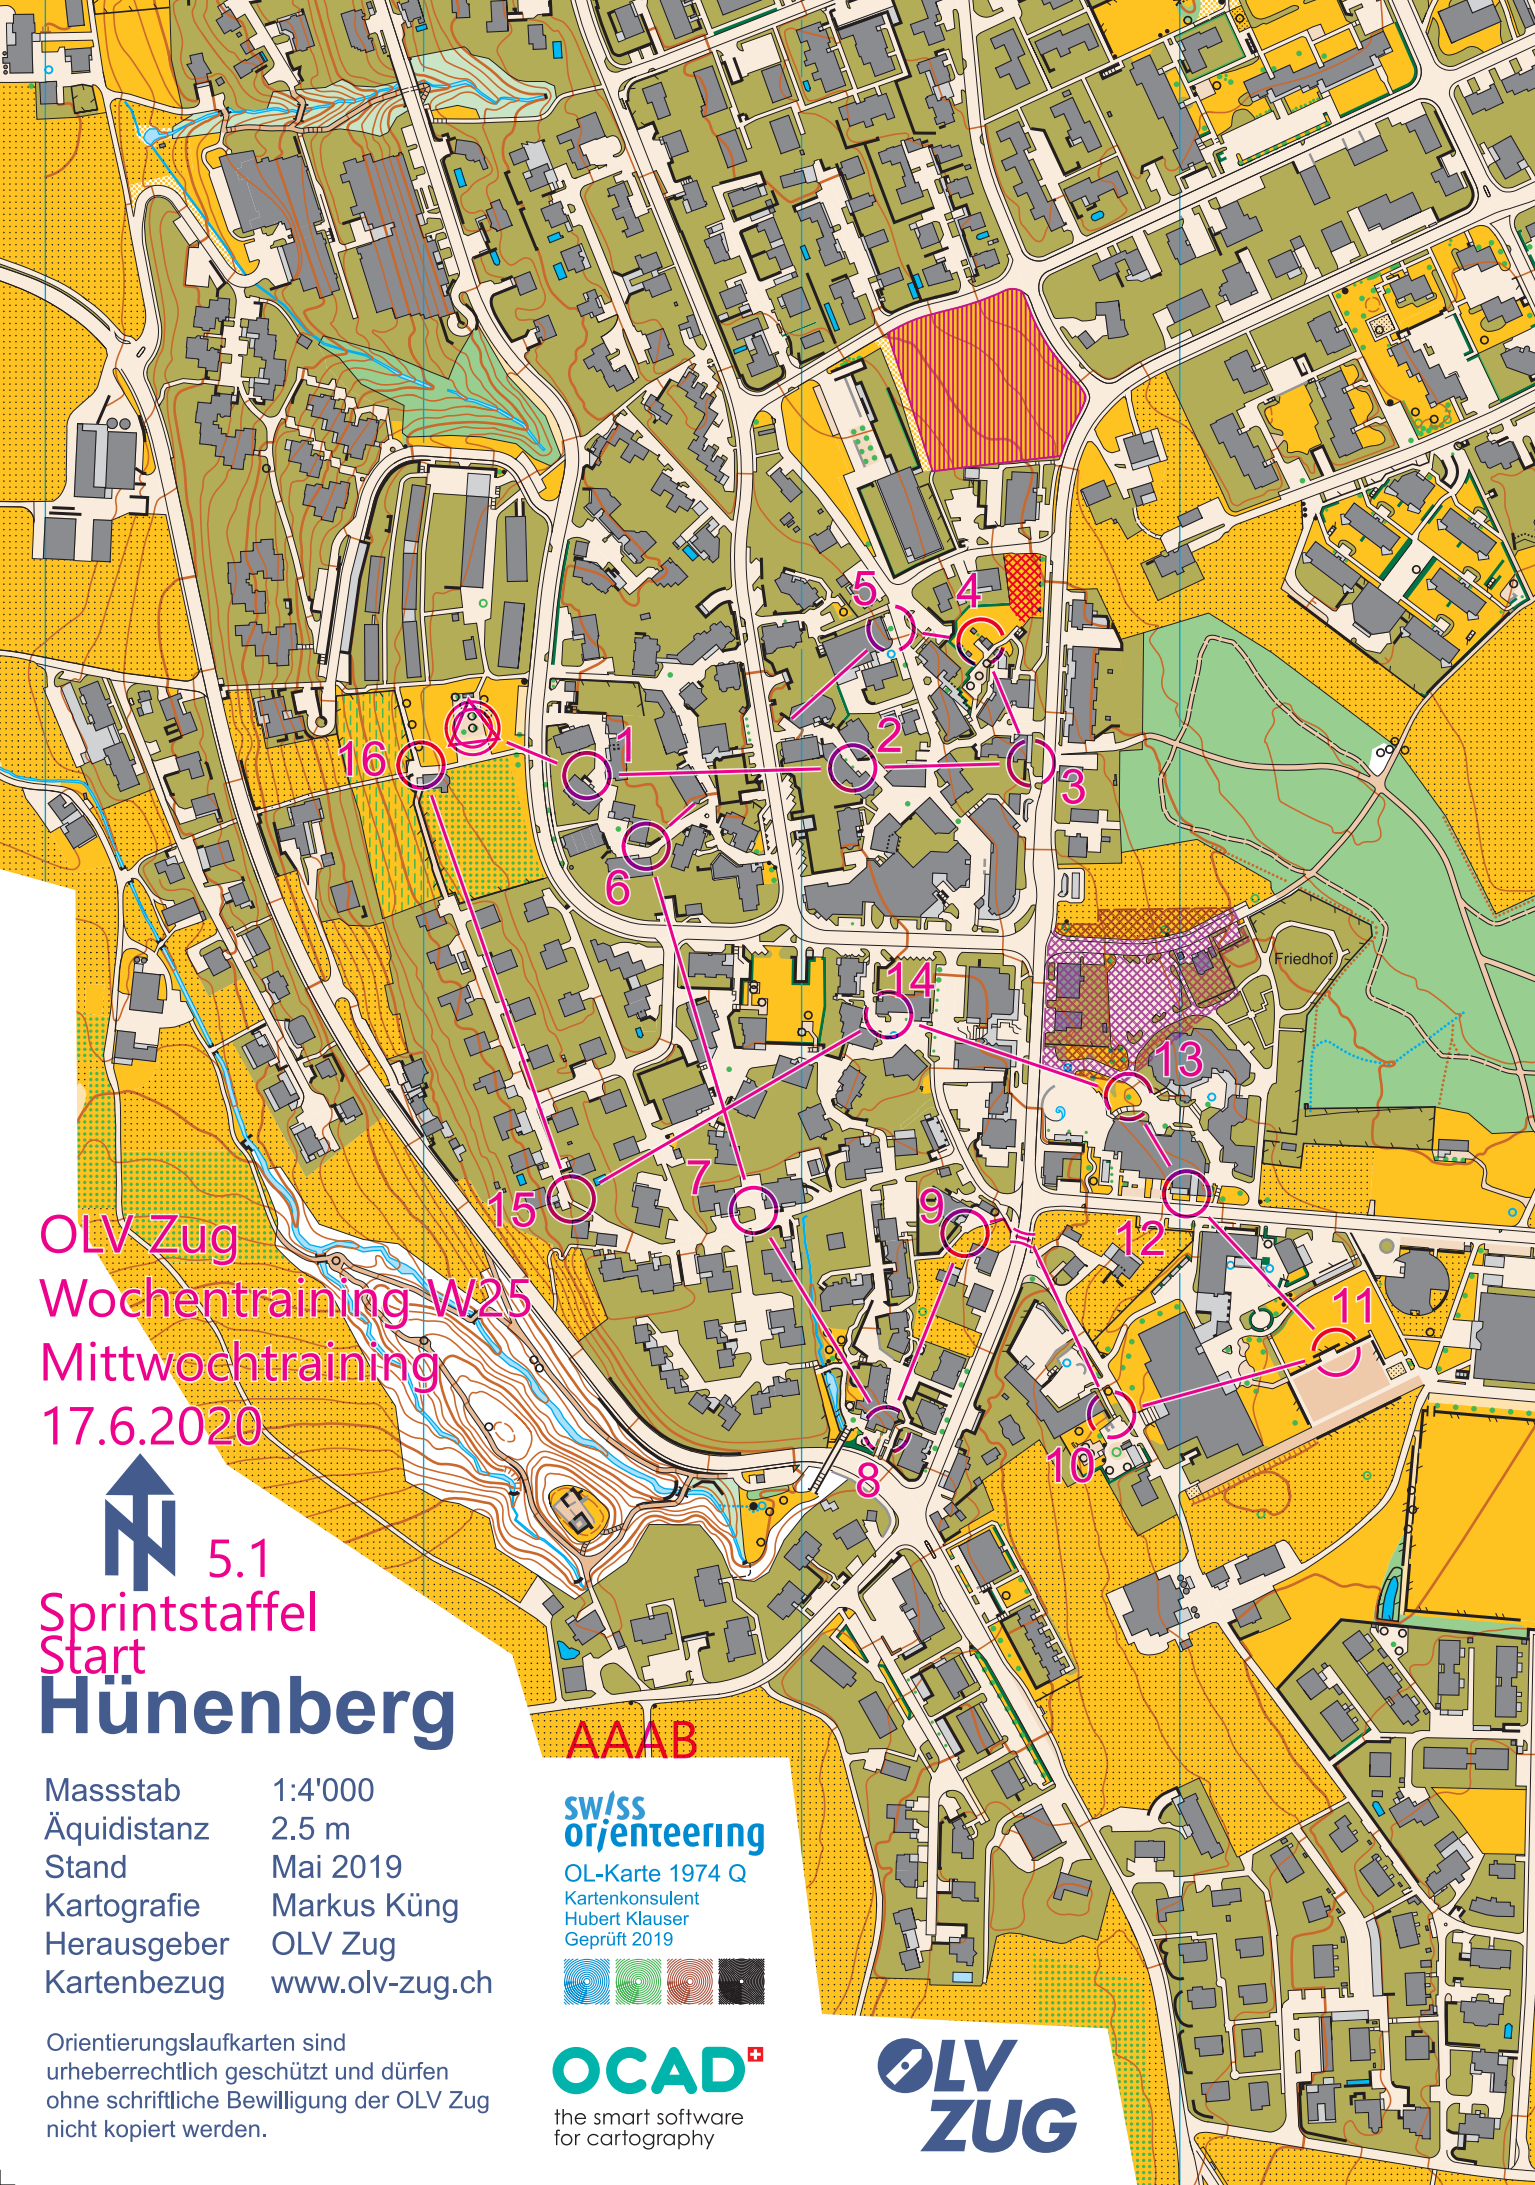 5
4
1
2
16
3
6
Friedhof
14
13
7
9
15
12
11
OLV Zug
Wochentraining W25
Mittwochtraining
17.6.2020
10
8
5.1
Sprintstaffel
Start
Hünenberg
AAAB
Massstab 1:4'000
Äquidistanz 2.5 m
Stand Mai 2019
Kartografie Markus Küng
Herausgeber OLV Zug
Kartenbezug www.olv-zug.ch
swiss
orienteering
OL-Karte 1974 Q
Kartenkonsulent
Hubert Klauser
Geprüft 2019
Orientierungslaufkarten sind
urheberrechtlich geschützt und dürfen
ohne schriftliche Bewilligung der OLV Zug
nicht kopiert werden.
OCAD
the smart software
for cartography
OLV
ZUG